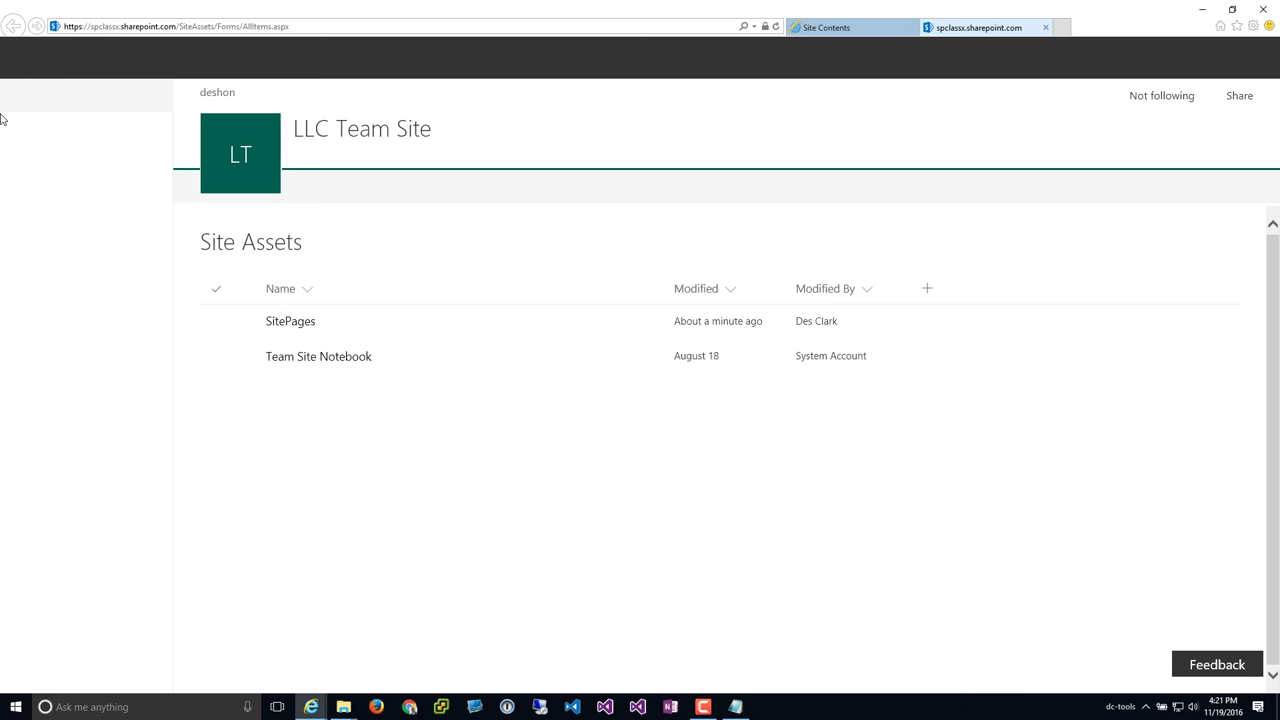 https://spclassx.sharepoint.com/SiteAssets/Forms/AllItems.aspx
Site Contents
spclassx.sharepoint.com
deshon
Not following
Share
LT
LLC Team Site
Site Assets
Name
Modified
Modified By
SitePages
About a minute ago
Des Clark
Team Site Notebook
August 18
System Account
Feedback
Ask me anything
dc-tools
4:21 PM
11/19/2016